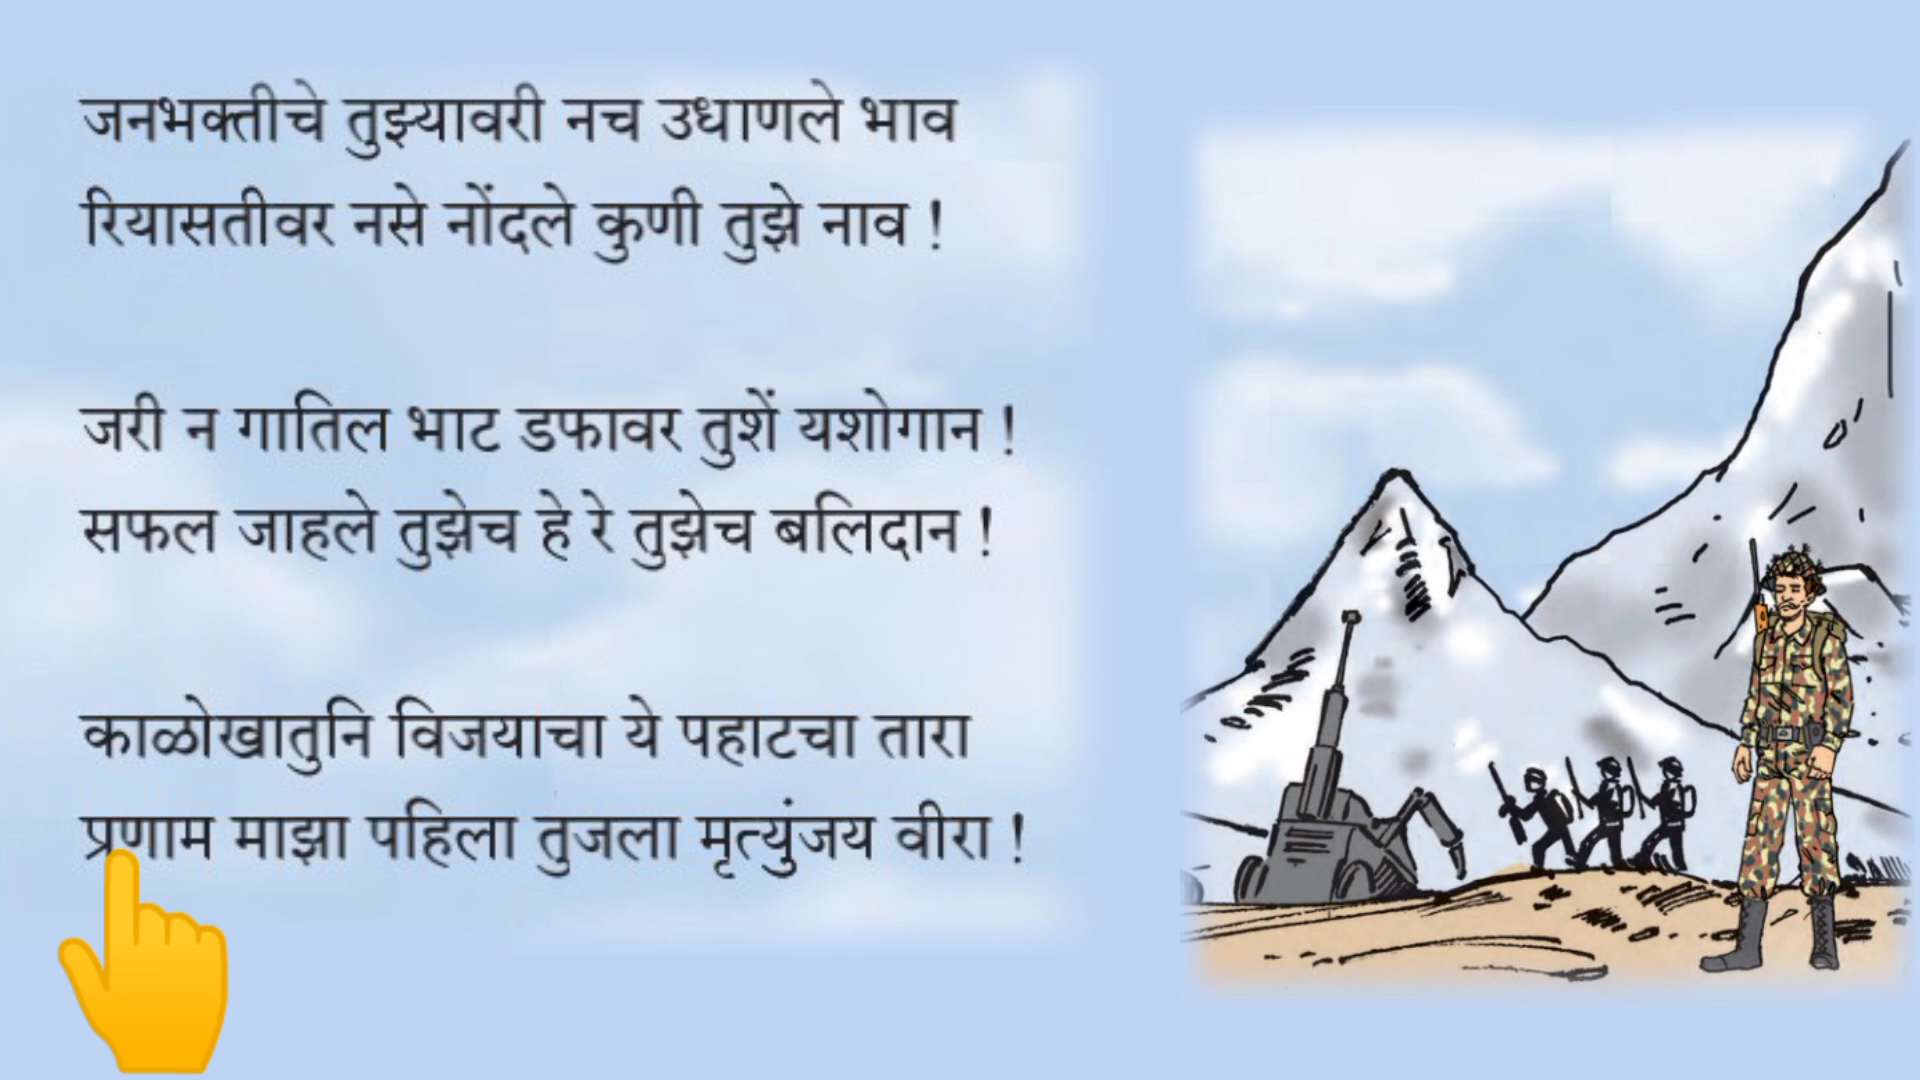 जनभक्तीचे तुझ्यावरी नच उधाणले भाव
रियासतीवर नसे नोंदले कुणी तुझे नाव !
जरी न गातिल भाट डफावर तुशें यशोगान !
सफल जाहले तुझेच हे रे तुझेच बलिदान !
काळोखातुनि विजयाचा ये पहाटचा तारा
प्रणाम माझा पहिला तुजला मृत्युंजय वीरा !